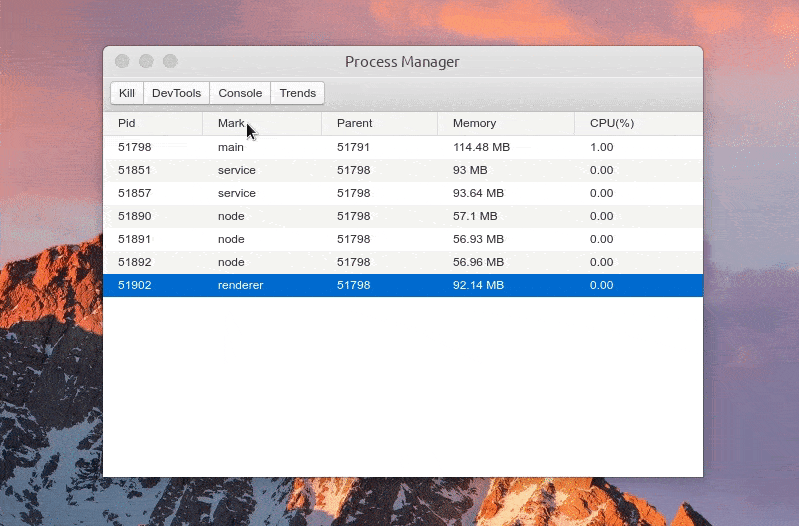 Process Manager
Kill DevTools Console Trends
Pid Mark Parent Memory CPU(%)
51798 main 51791 114.48 MB 1.00
51851 service 51798 93 MB 0.00
51857 service 51798 93.64 MB 0.00
51890 node 51798 57.1 MB 0.00
51891 node 51798 56.93 MB 0.00
51892 node 51798 56.96 MB 0.00
51902 renderer 51798 92.14 MB 0.00